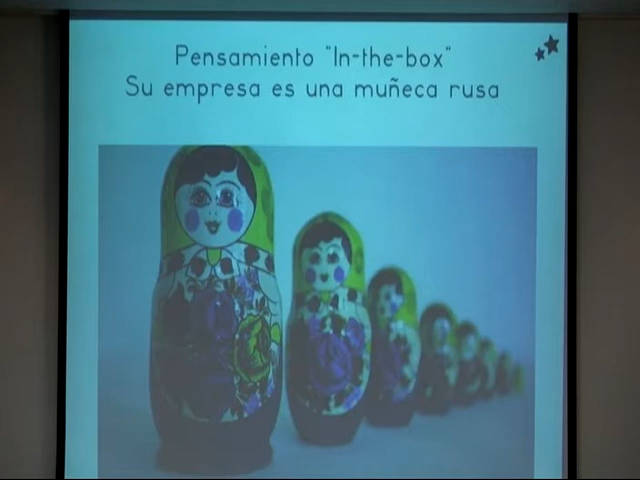 Pensamiento "In-the-box"
Su empresa es una muñeca rusa